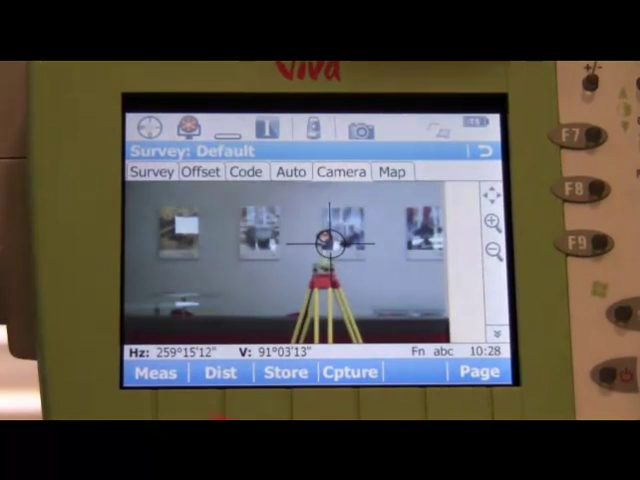 Viva
+/-
Survey: Default
Survey Offset Code Auto Camera Map
F7
F8
F9
Hz: 259°15'12" V: 91°03'13" Fn abc 10:28
Meas Dist Store Cpture Page